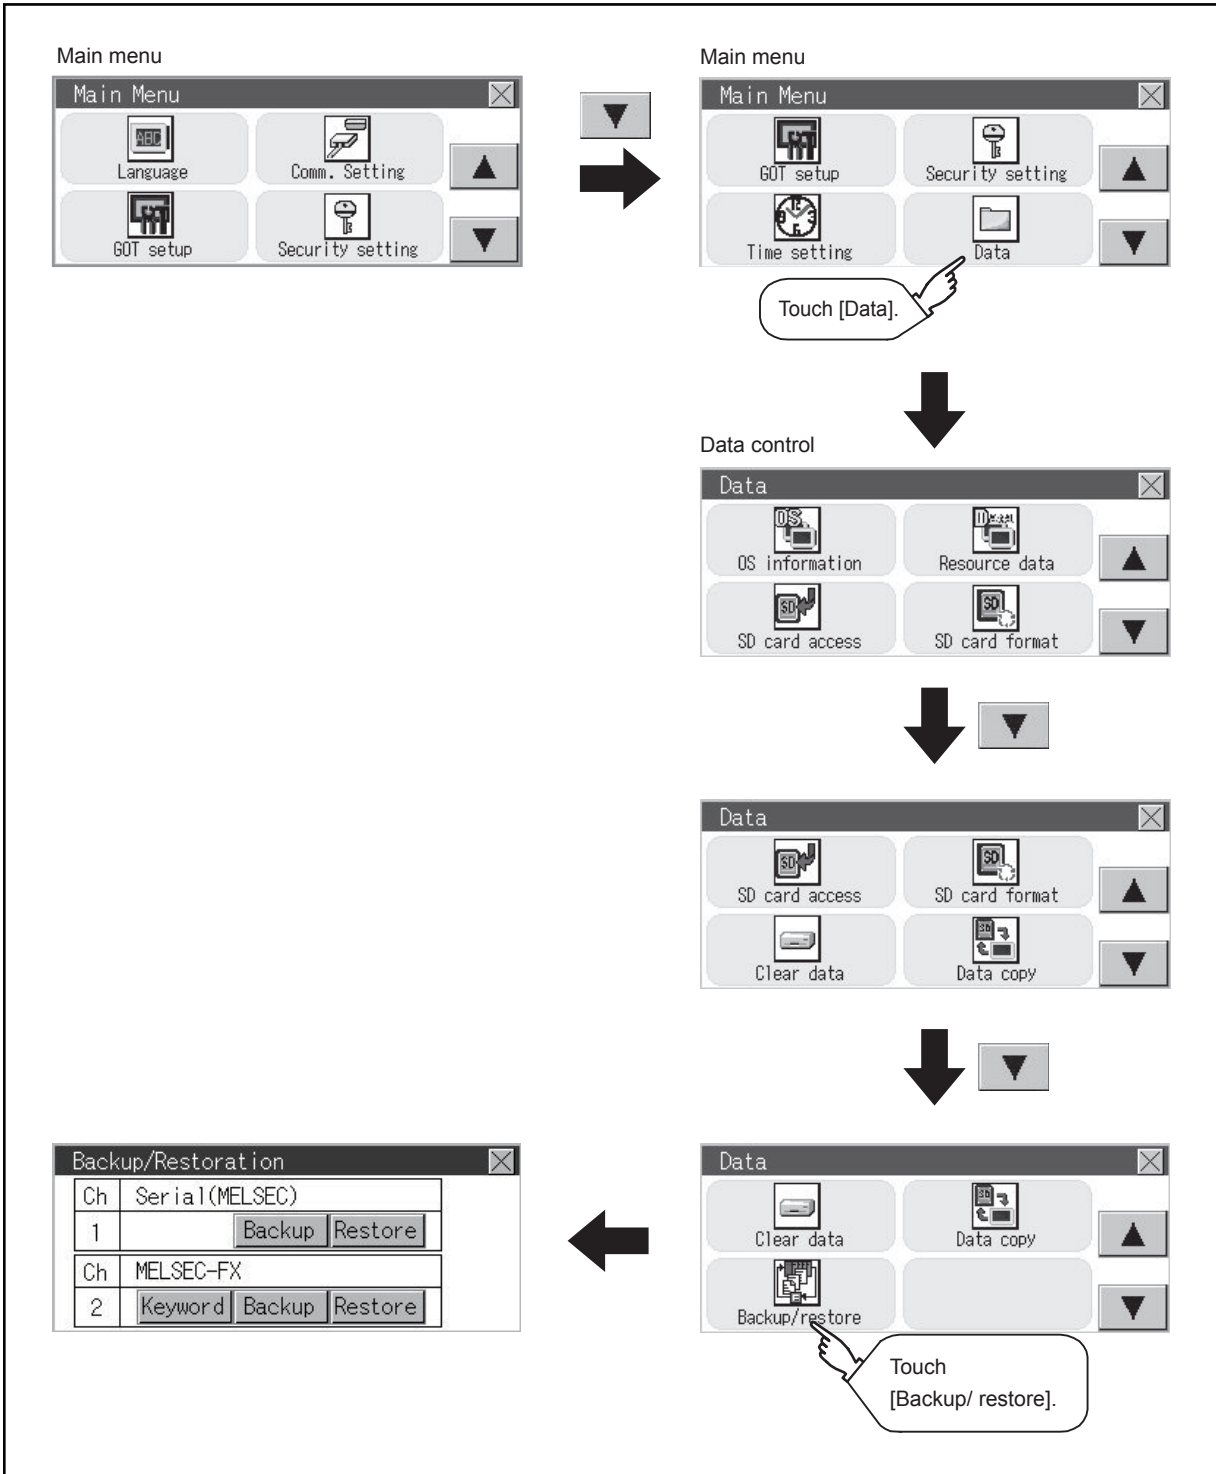 Main menu
Main Menu
Language
Comm. Setting
GOT setup
Security setting
Main menu
Main Menu
GOT setup
Security setting
Time setting
Data
Touch [Data].
Data control
Data
OS information
Resource data
SD card access
SD card format
Data
SD card access
SD card format
Clear data
Data copy
Data
Clear data
Data copy
Backup/restore
Touch
[Backup/ restore].
Backup/Restoration
Ch Serial(MELSEC)
1 Backup Restore
Ch MELSEC-FX
2 Keyword Backup Restore